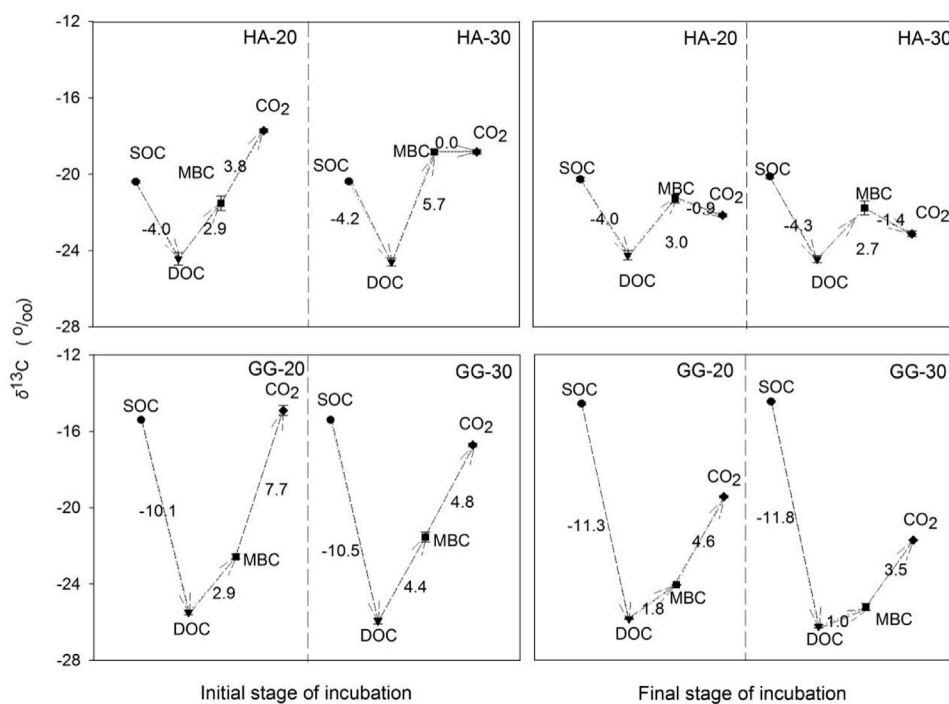 -12
-16
-20
-24
-28
HA-20
SOC
-4.0
DOC
2.9
MBC
3.8
CO2
HA-30
SOC
-4.2
DOC
5.7
MBC
0.0
CO2
HA-20
SOC
-4.0
DOC
3.0
MBC
-0.9
CO2
HA-30
SOC
-4.3
DOC
2.7
MBC
-1.4
CO2
δ13C (o/oo)
-12
-16
-20
-24
-28
GG-20
SOC
-10.1
DOC
2.9
MBC
7.7
CO2
GG-30
SOC
-10.5
DOC
4.4
MBC
4.8
CO2
GG-20
SOC
-11.3
DOC
1.8
MBC
4.6
CO2
GG-30
SOC
-11.8
DOC
1.0
MBC
3.5
CO2
Initial stage of incubation
Final stage of incubation